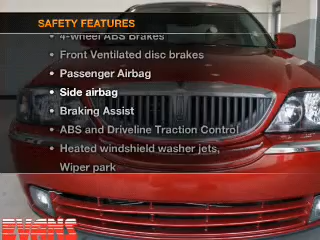 SAFETY FEATURES
4-wheel ABS Brakes
Front Ventilated disc brakes
Passenger Airbag
Side airbag
Braking Assist
ABS and Driveline Traction Control
Heated windshield washer jets,
Wiper park
EVANS